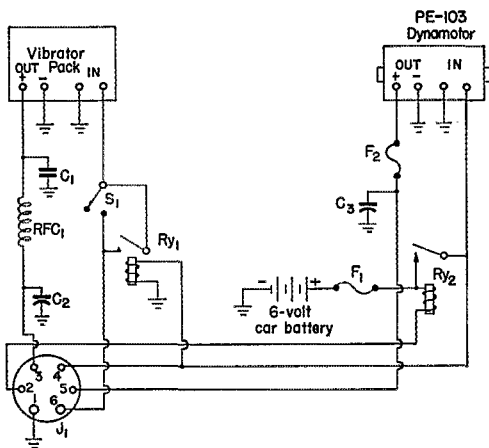 PE-103
Dynamotor
Vibrator
Pack
OUT IN
+ -
OUT IN
+ -
C₁
S₁
RFC₁
Ry₁
C₂
F₂
C₃
F₁
- +
6-volt
car battery
Ry₂
3 4
2 5
1 6
J₁